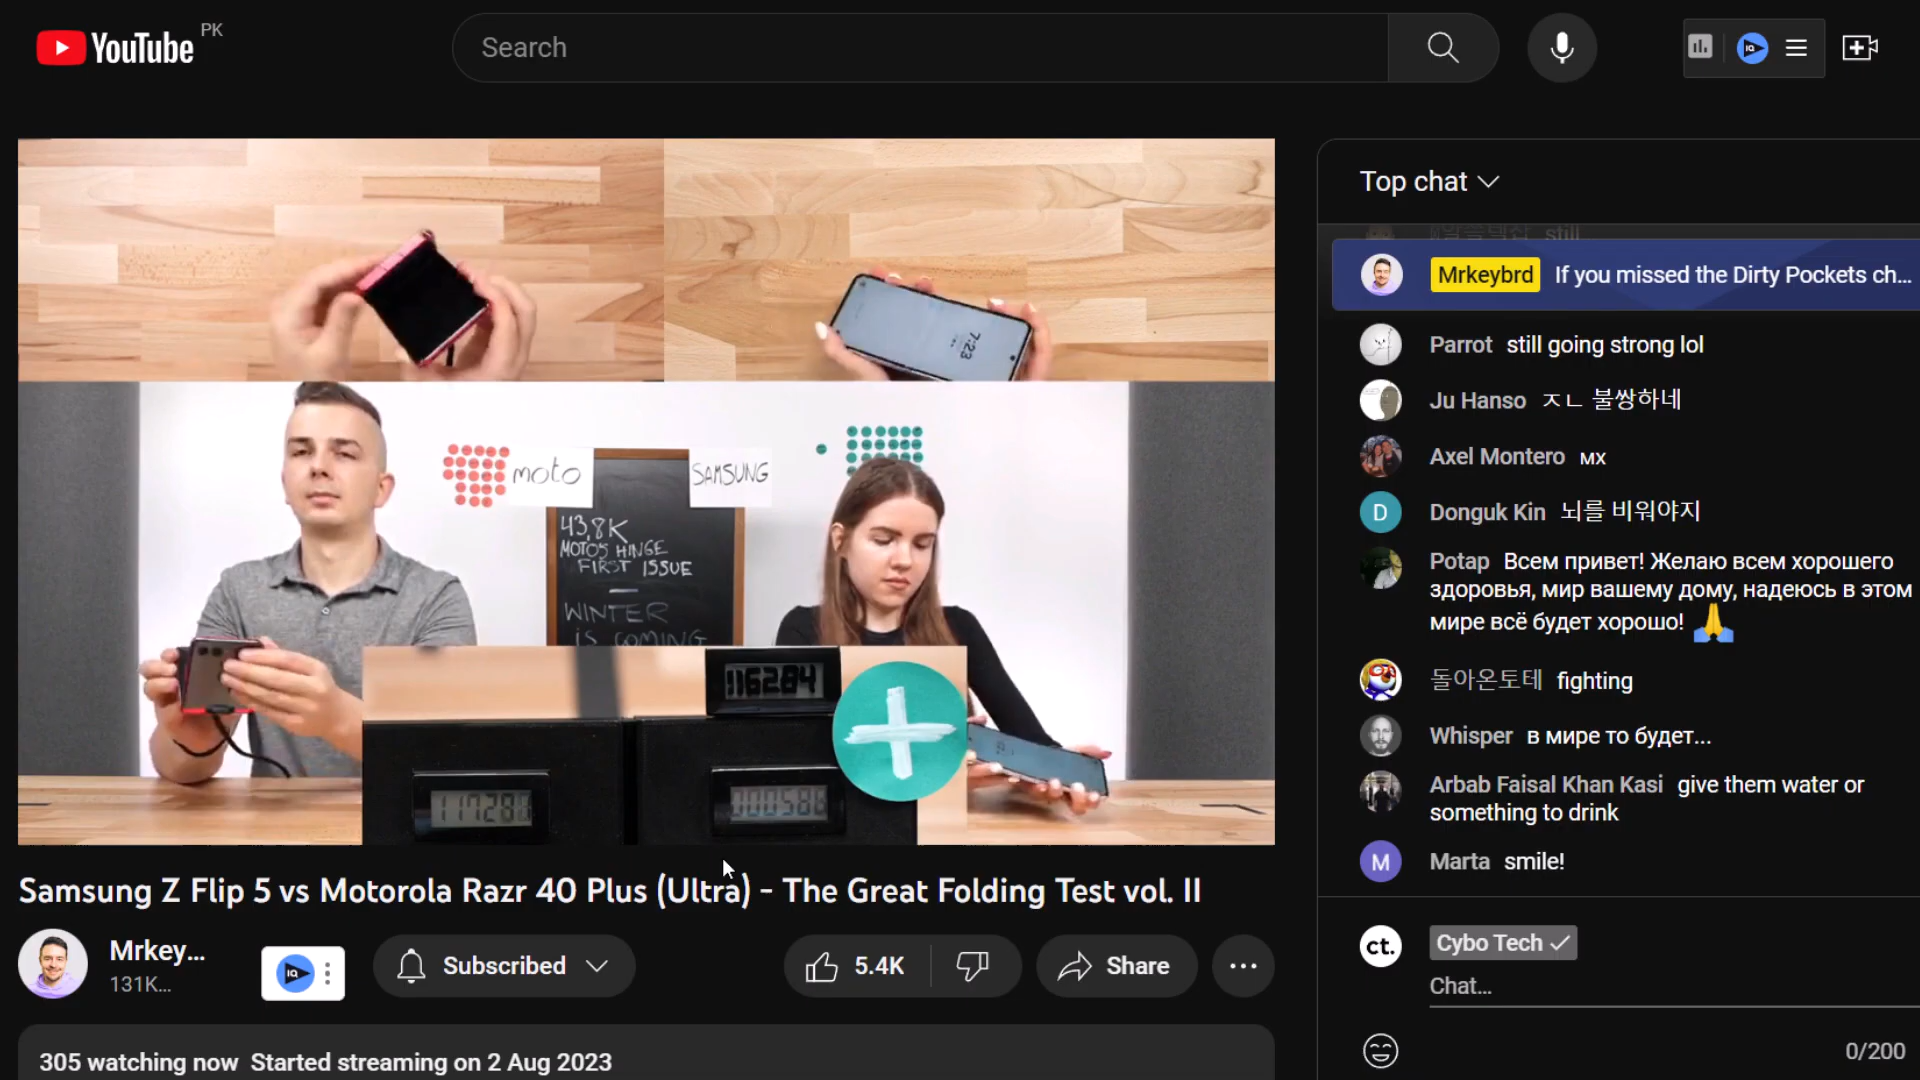 YouTube PK
Search
IQ
Top chat
still
Mrkeybrd If you missed the Dirty Pockets ch...
Parrot still going strong lol
Ju Hanso ㅈㄴ 불쌍하네
Axel Montero мх
D Donguk Kin 뇌를 비워야지
Potap Всем привет! Желаю всем хорошего
здоровья, мир вашему дому, надеюсь в этом
мире всё будет хорошо! 🙏
돌아온토테 fighting
Whisper в мире то будет...
Arbab Faisal Khan Kasi give them water or
something to drink
M Marta smile!
ct. Cybo Tech
Chat...
0/200
7:23
moto
SAMSUNG
43,8K
MOTO'S HINGE
FIRST ISSUE
WINTER
IS COMING
116284
Samsung Z Flip 5 vs Motorola Razr 40 Plus (Ultra) - The Great Folding Test vol. II
Mrkey...
131K...
IQ
Subscribed
5.4K
Share
305 watching now Started streaming on 2 Aug 2023